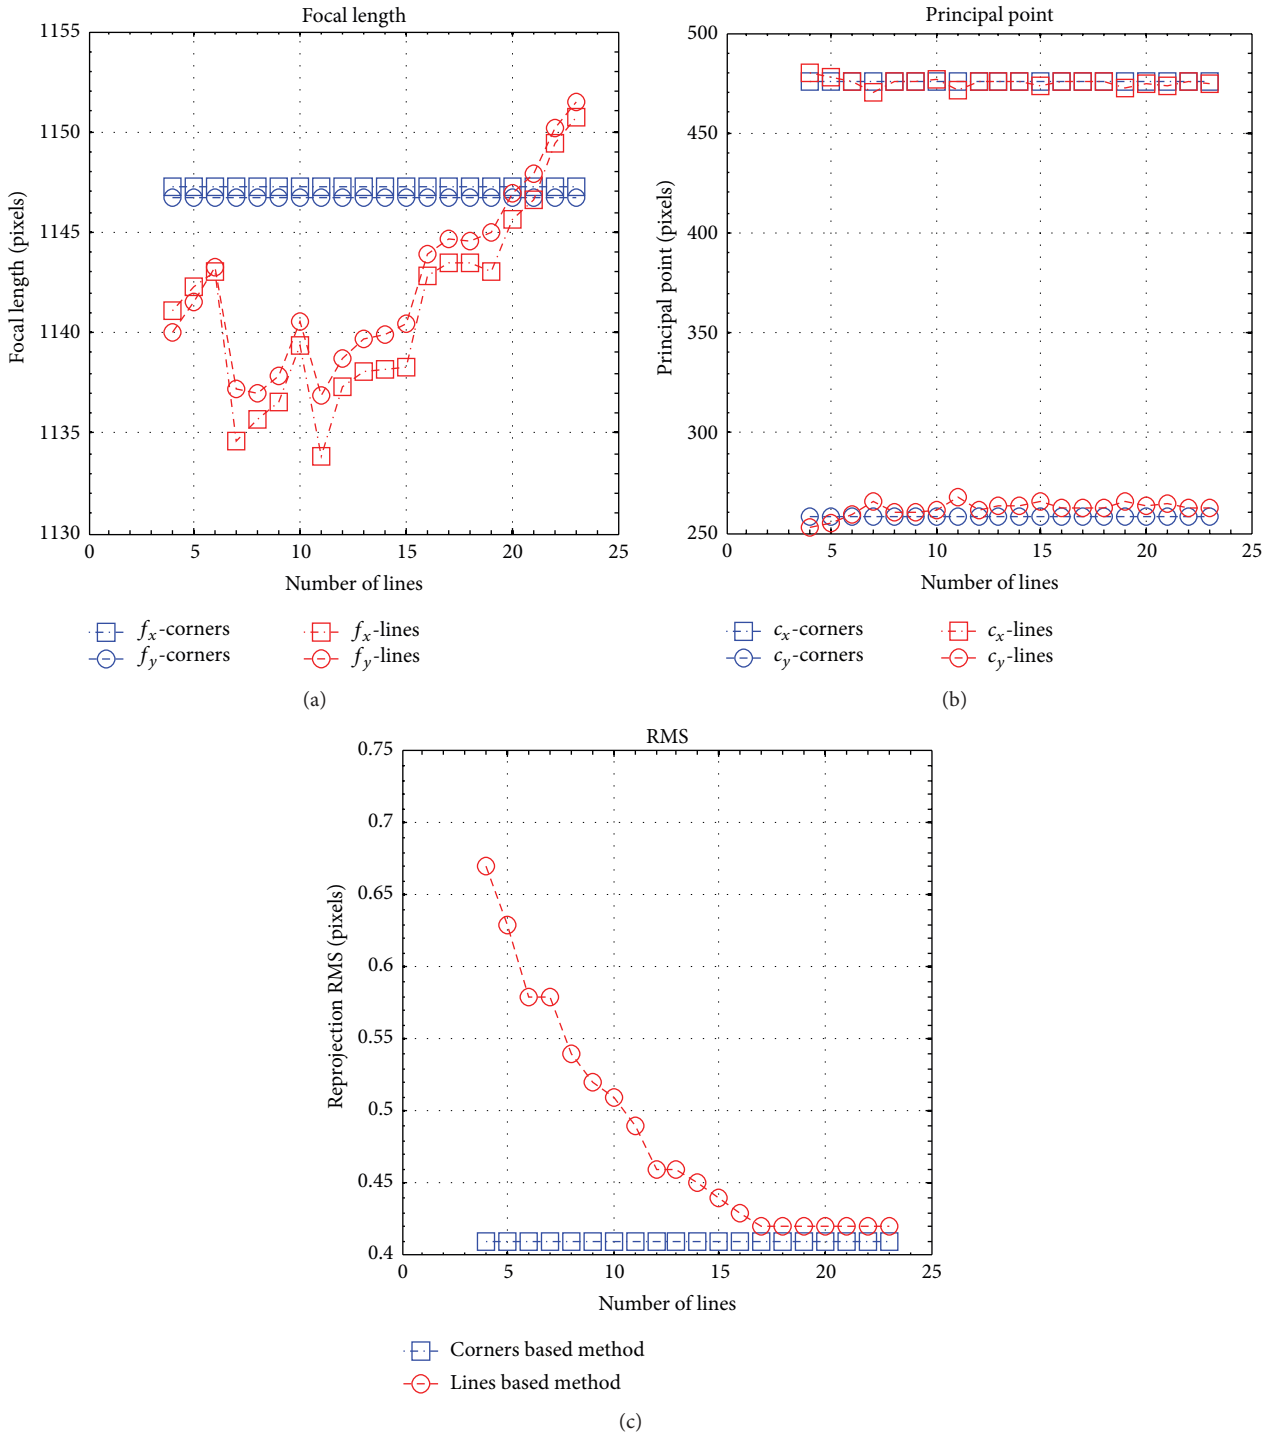 Focal length
1155
1150
1145
1140
1135
1130
0 5 10 15 20 25
Focal length (pixels)
Number of lines
fx-corners
fy-corners
fx-lines
fy-lines
(a)
Principal point
500
450
400
350
300
250
0 5 10 15 20 25
Principal point (pixels)
Number of lines
cx-corners
cy-corners
cx-lines
cy-lines
(b)
RMS
0.75
0.7
0.65
0.6
0.55
0.5
0.45
0.4
0 5 10 15 20 25
Reprojection RMS (pixels)
Number of lines
Corners based method
Lines based method
(c)